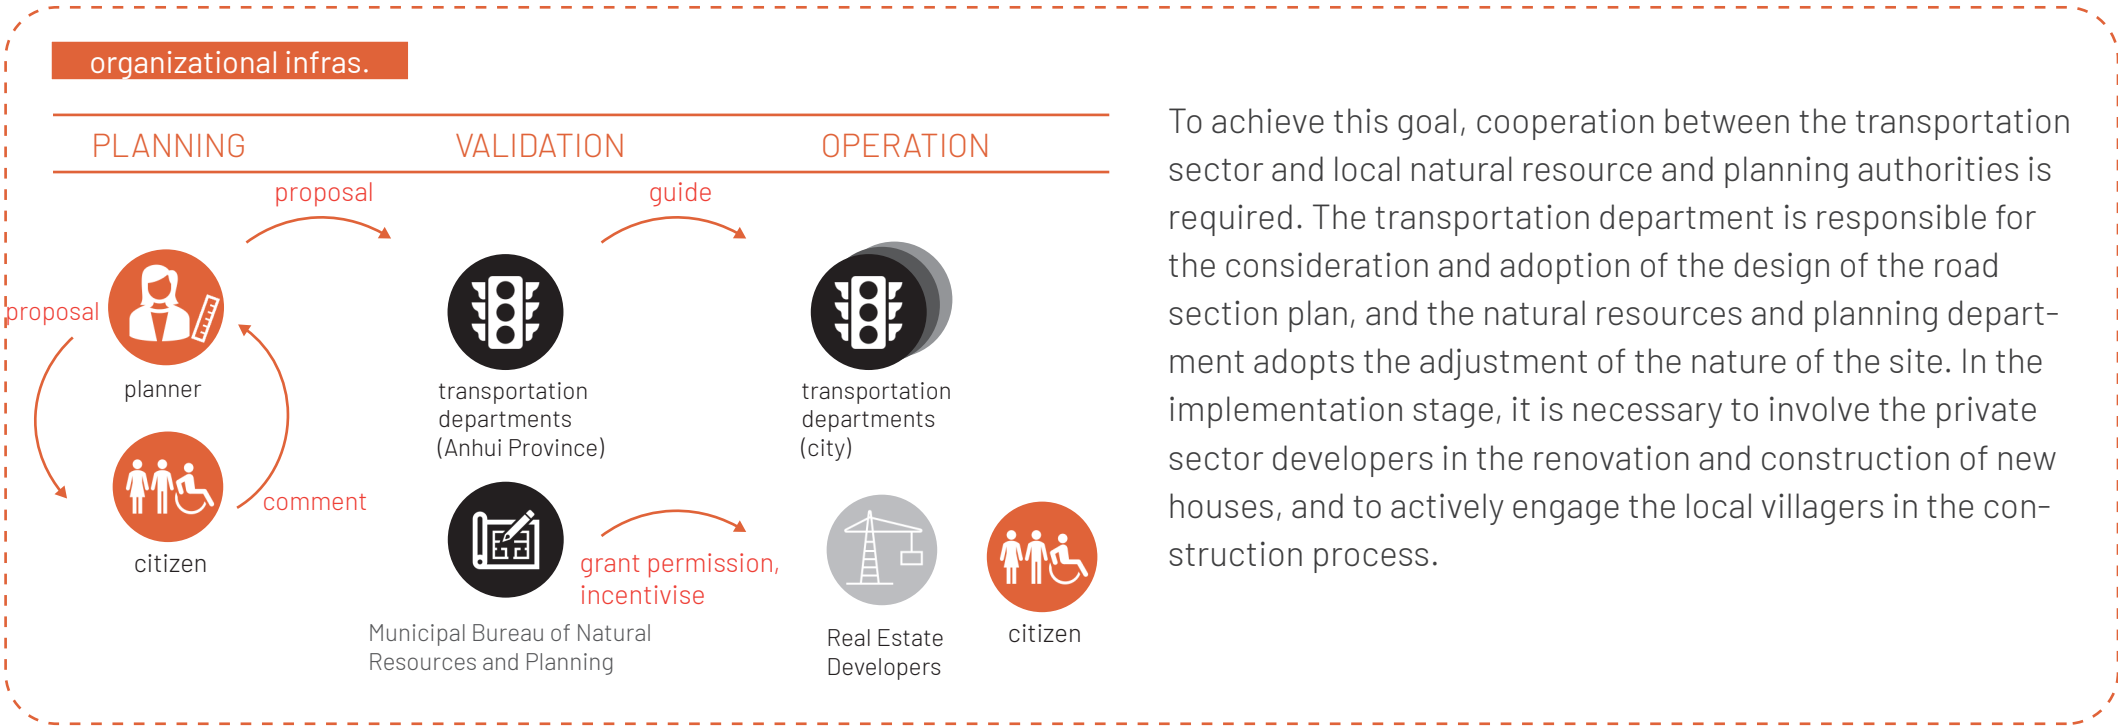 organizational infras.
PLANNING
VALIDATION
OPERATION
proposal
guide
proposal
planner
comment
citizen
transportation
departments
(Anhui Province)
transportation
departments
(city)
grant permission,
incentivise
Municipal Bureau of Natural
Resources and Planning
Real Estate
Developers
citizen
To achieve this goal, cooperation between the transportation
sector and local natural resource and planning authorities is
required. The transportation department is responsible for
the consideration and adoption of the design of the road
section plan, and the natural resources and planning depart-
ment adopts the adjustment of the nature of the site. In the
implementation stage, it is necessary to involve the private
sector developers in the renovation and construction of new
houses, and to actively engage the local villagers in the con-
struction process.